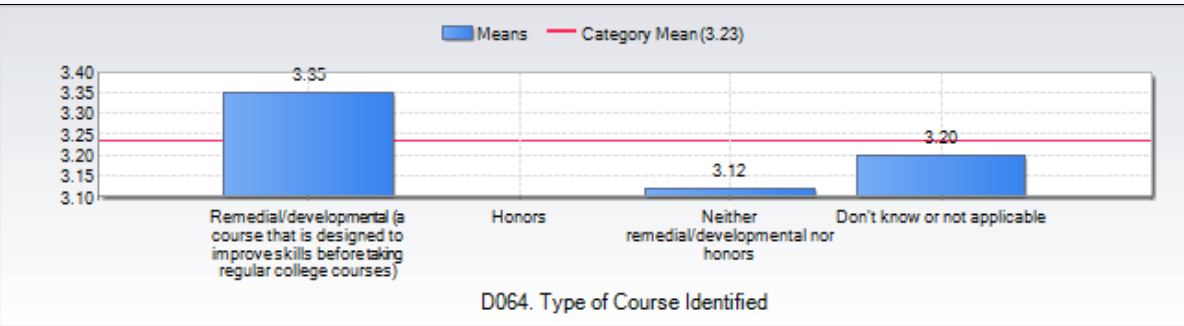 Means Category Mean (3.23)
3.40
3.35
3.30
3.25
3.20
3.15
3.10
3.35
3.12
3.20
Remedial/developmental (a
course that is designed to
improve skills before taking
regular college courses)
Honors
Neither
remedial/developmental nor
honors
Don't know or not applicable
D064. Type of Course Identified